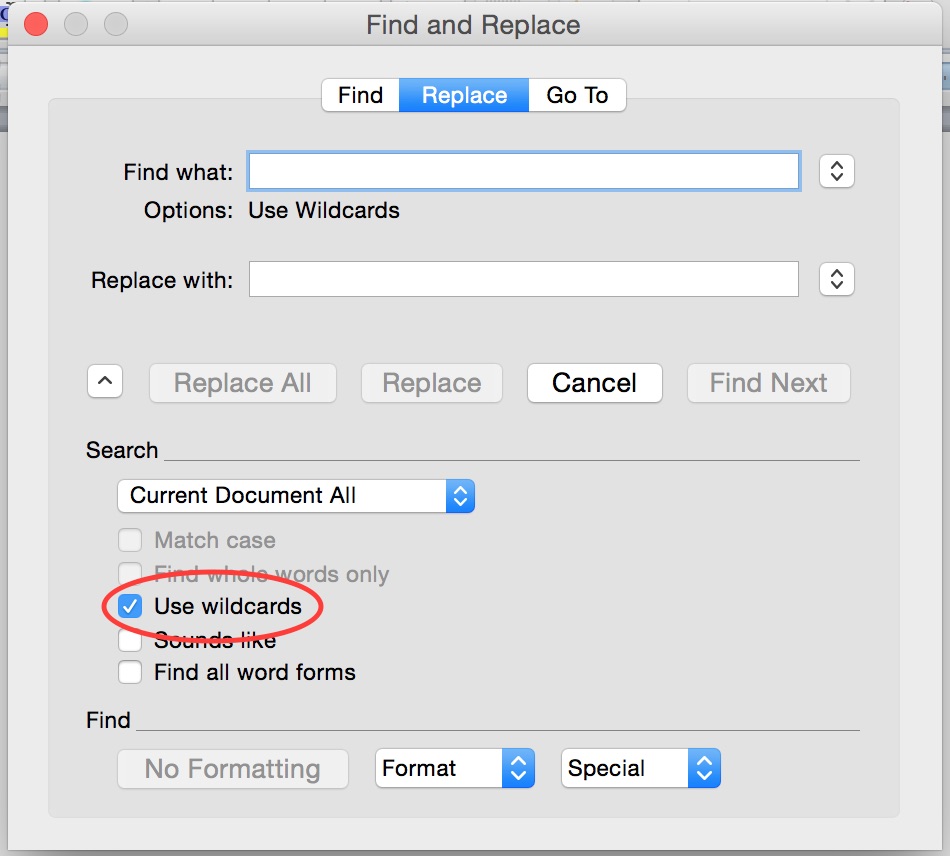 Find and Replace
Find Replace Go To
Find what:
Options: Use Wildcards
Replace with:
Replace All Replace Cancel Find Next
Search
Current Document All
Match case
Find whole words only
Use wildcards
Sounds like
Find all word forms
Find
No Formatting Format Special